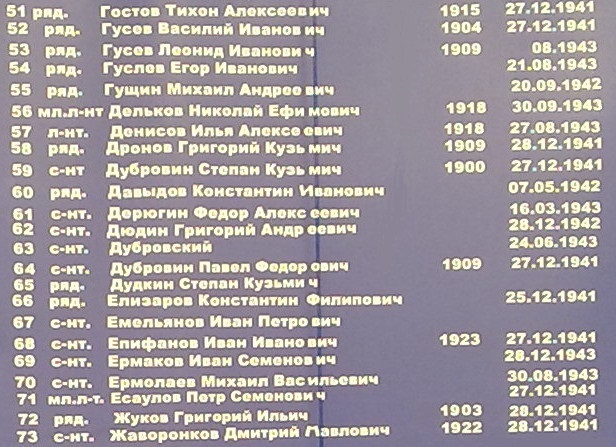 51 ряд. Гостов Тихон Алексеевич 1915 27.12.1941
52 ряд. Гусев Василий Иванович 1904 27.12.1941
53 ряд. Гусев Леонид Иванович 1909 08.1943
54 ряд. Гуслев Егор Иванович 21.08.1943
55 ряд. Гущин Михаил Андреевич 20.09.1942
56 мл.л-нт Дельков Николай Ефимович 1918 30.09.1943
57 л-нт. Денисов Илья Алексеевич 1918 27.08.1943
58 ряд. Дронов Григорий Кузьмич 1909 28.12.1941
59 с-нт Дубровин Степан Кузьмич 1900 27.12.1941
60 ряд. Давыдов Константин Иванович 07.05.1942
61 с-нт. Дерюгин Федор Алексеевич 16.03.1943
62 с-нт. Дюдин Григорий Андреевич 28.12.1942
63 с-нт. Дубровский 24.06.1943
64 с-нт. Дубровин Павел Федорович 1909 27.12.1941
65 ряд. Дудкин Степан Кузьмич
66 ряд. Елизаров Константин Филипович 25.12.1941
67 с-нт. Емельянов Иван Петрович
68 с-нт. Епифанов Иван Иванович 1923 27.12.1941
69 с-нт. Ермаков Иван Семенович 28.12.1943
70 с-нт. Ермолаев Михаил Васильевич 30.08.1943
71 мл.л-т. Есаулов Петр Семенович 27.12.1941
72 ряд. Жуков Григорий Ильич 1903 28.12.1941
73 с-нт. Жаворонков Дмитрий Павлович 1922 28.12.1941